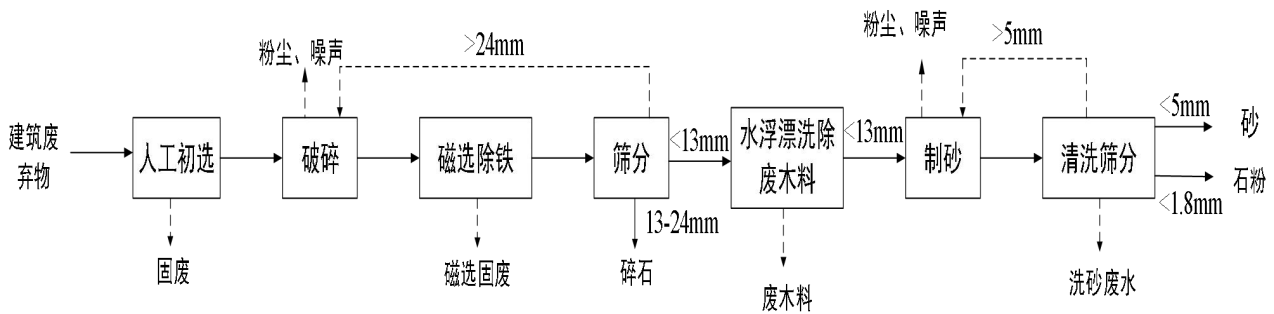 粉尘、噪声
>24mm
粉尘、噪声
>5mm
建筑废
弃物
人工初选
破碎
磁选除铁
筛分
<13mm
水浮漂洗除
废木料
<13mm
制砂
清洗筛分
<5mm
砂
石粉
<1.8mm
13-24mm
固废
磁选固废
碎石
废木料
洗砂废水